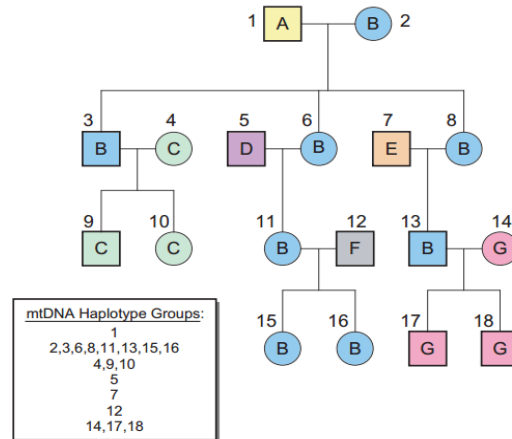 1 A B 2
3 4 5 6 7 8
B C D B E B
9 10 11 12 13 14
C C B F B G
15 16 17 18
B B G G
mtDNA Haplotype Groups:
1
2,3,6,8,11,13,15,16
4,9,10
5
7
12
14,17,18